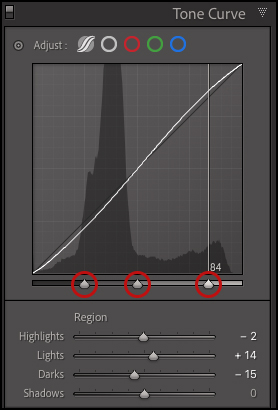 Tone Curve
Adjust :
84
Region
Highlights – 2
Lights + 14
Darks – 15
Shadows 0